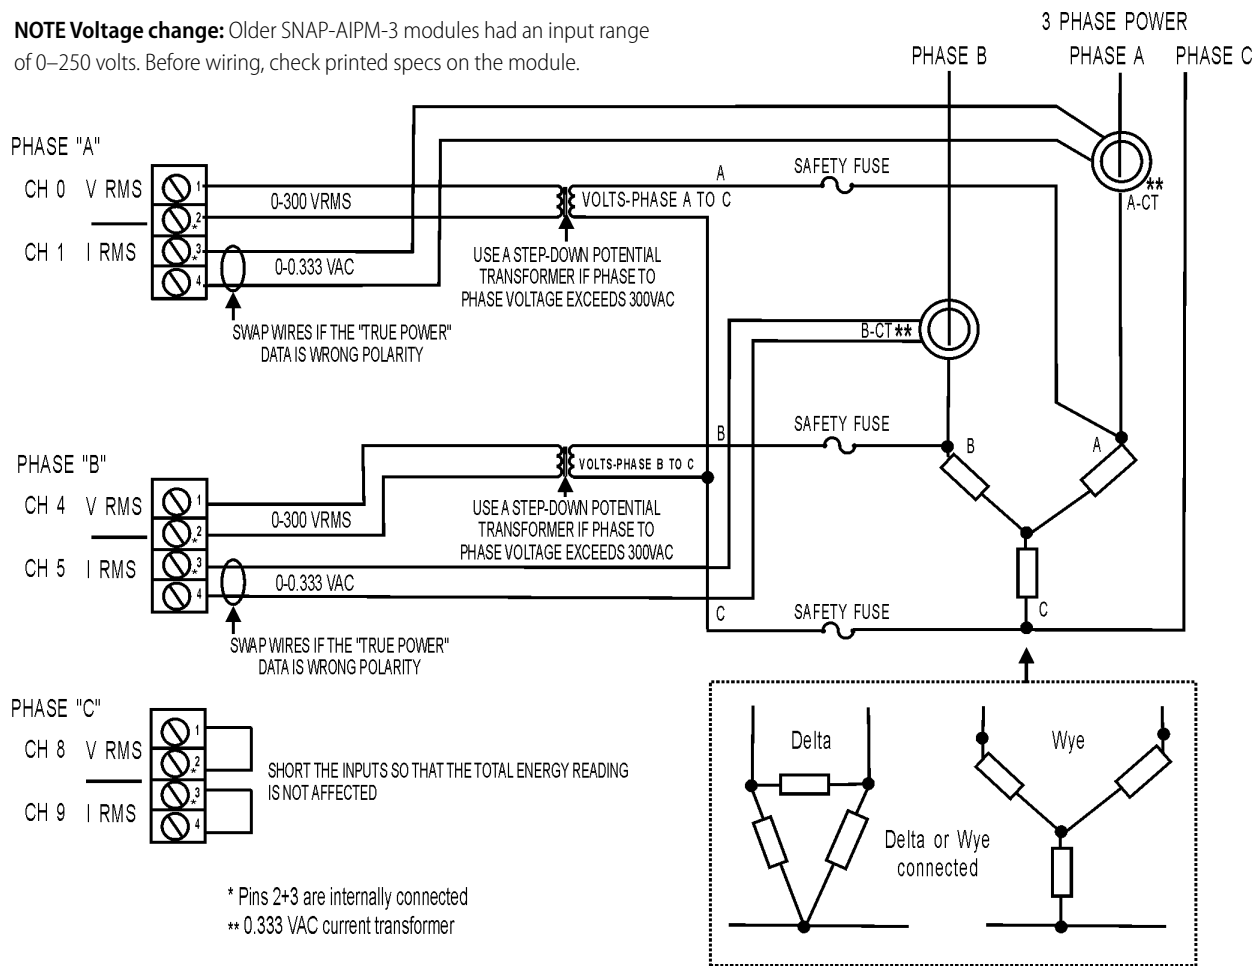 NOTE Voltage change: Older SNAP-AIPM-3 modules had an input range
of 0–250 volts. Before wiring, check printed specs on the module.
3 PHASE POWER
PHASE B
PHASE A
PHASE C
PHASE "A"
CH 0 V RMS
CH 1 I RMS
1
2
*
3
*
4
0-300 VRMS
0-0.333 VAC
SWAP WIRES IF THE "TRUE POWER"
DATA IS WRONG POLARITY
A
VOLTS-PHASE A TO C
SAFETY FUSE
USE A STEP-DOWN POTENTIAL
TRANSFORMER IF PHASE TO
PHASE VOLTAGE EXCEEDS 300VAC
**
A-CT
B-CT**
PHASE "B"
CH 4 V RMS
CH 5 I RMS
1
2
*
3
*
4
0-300 VRMS
0-0.333 VAC
SWAP WIRES IF THE "TRUE POWER"
DATA IS WRONG POLARITY
B
VOLTS-PHASE B TO C
SAFETY FUSE
USE A STEP-DOWN POTENTIAL
TRANSFORMER IF PHASE TO
PHASE VOLTAGE EXCEEDS 300VAC
B
A
C
C
SAFETY FUSE
PHASE "C"
CH 8 V RMS
CH 9 I RMS
1
2
*
3
*
4
SHORT THE INPUTS SO THAT THE TOTAL ENERGY READING
IS NOT AFFECTED
* Pins 2+3 are internally connected
** 0.333 VAC current transformer
Delta
Wye
Delta or Wye
connected